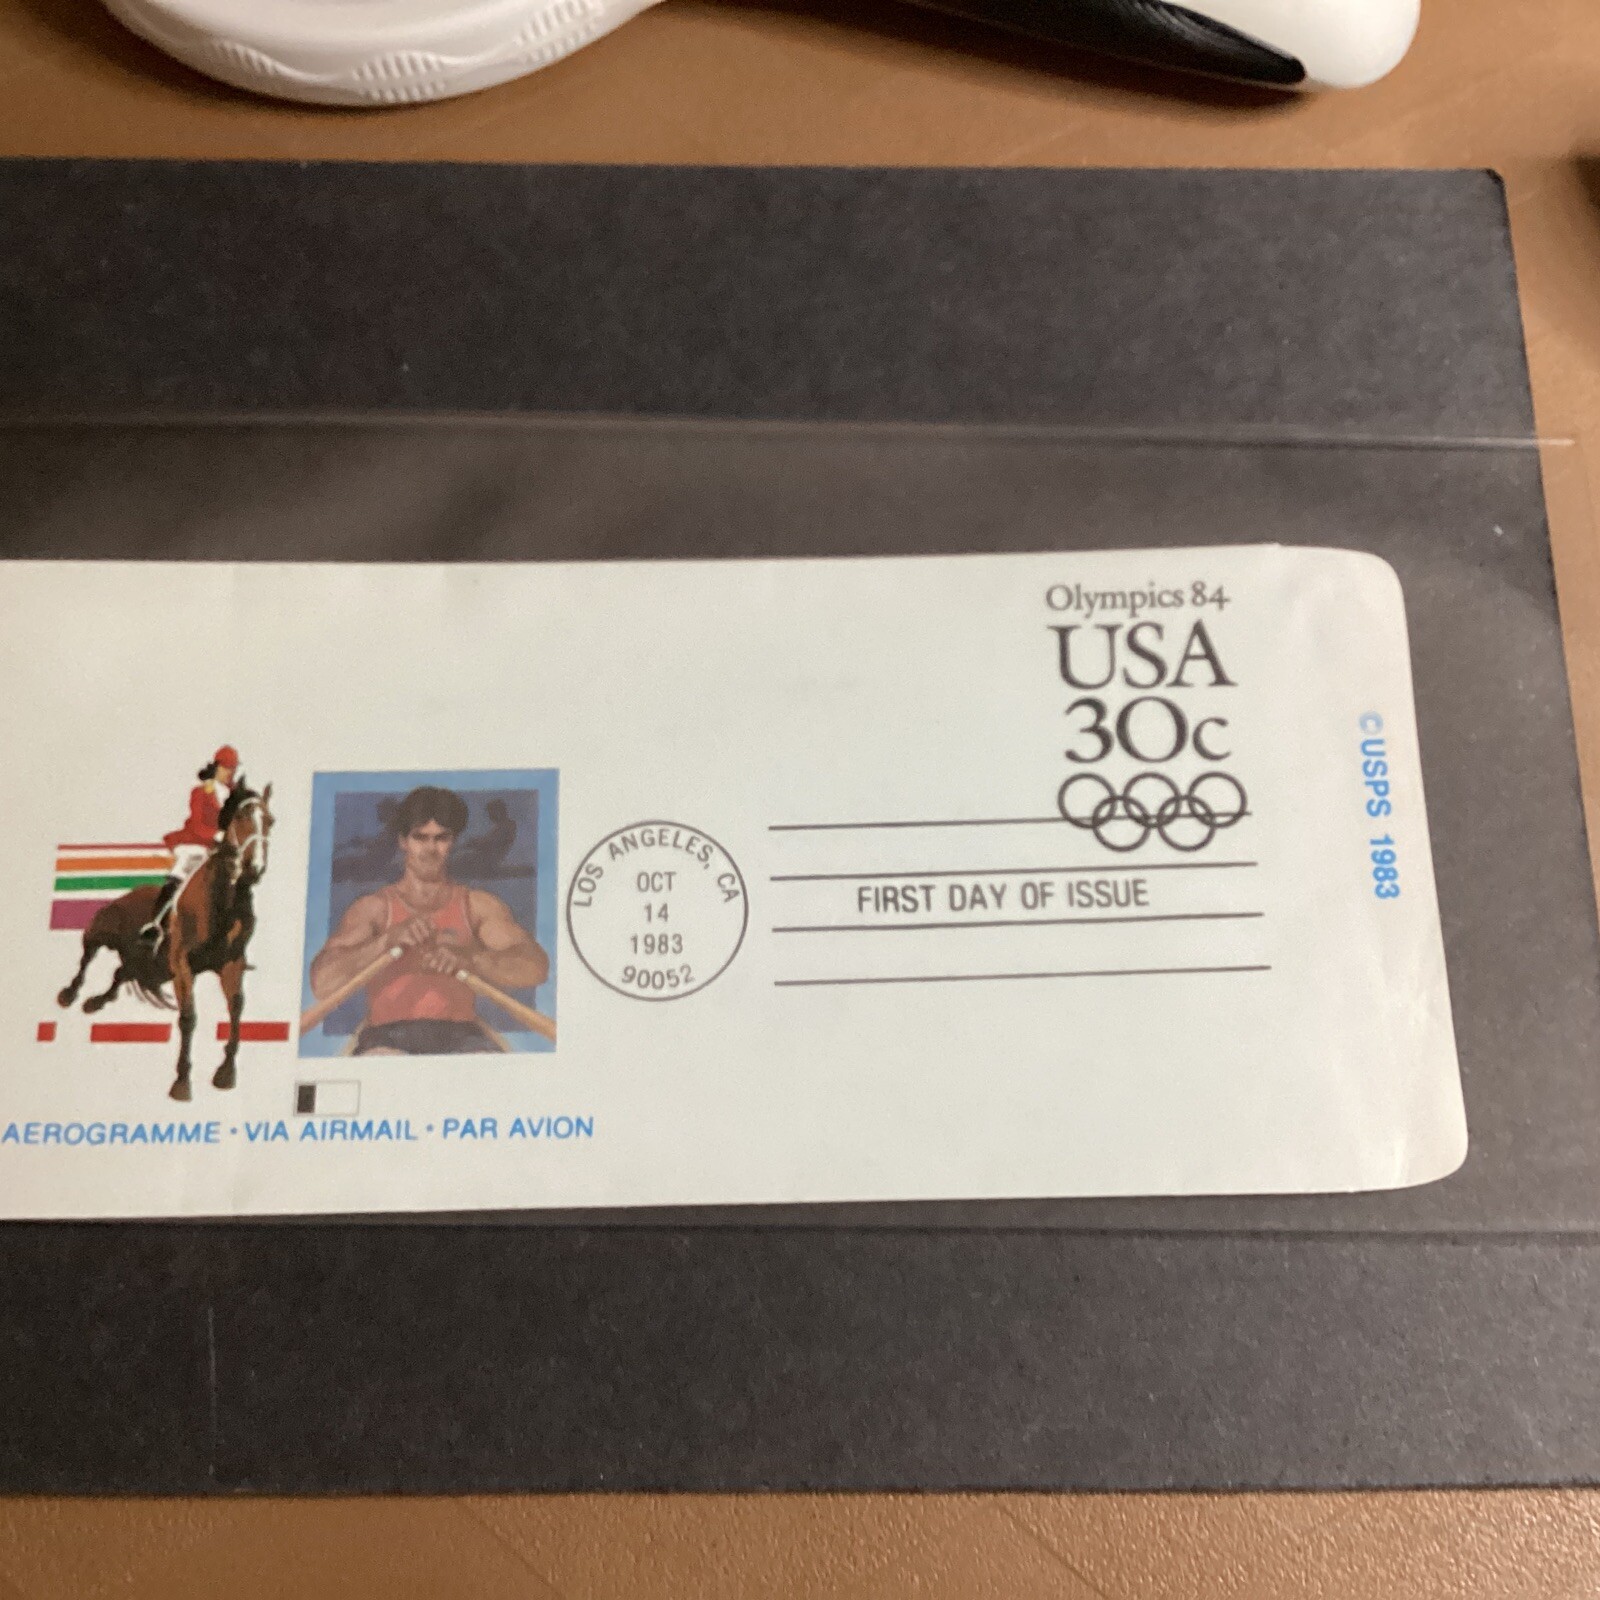 Olympics 84
USA
30c
©USPS 1983
LOS ANGELES, CA
OCT
14
1983
90052
FIRST DAY OF ISSUE
AEROGRAMME • VIA AIRMAIL • PAR AVION